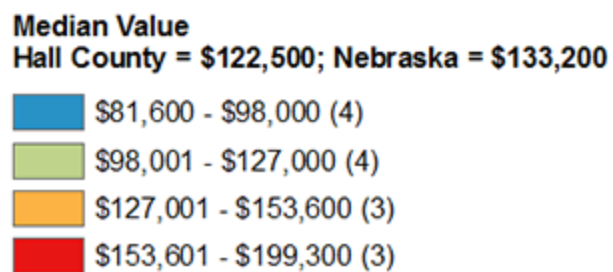 Median Value
Hall County = $122,500; Nebraska = $133,200
$81,600 - $98,000 (4)
$98,001 - $127,000 (4)
$127,001 - $153,600 (3)
$153,601 - $199,300 (3)